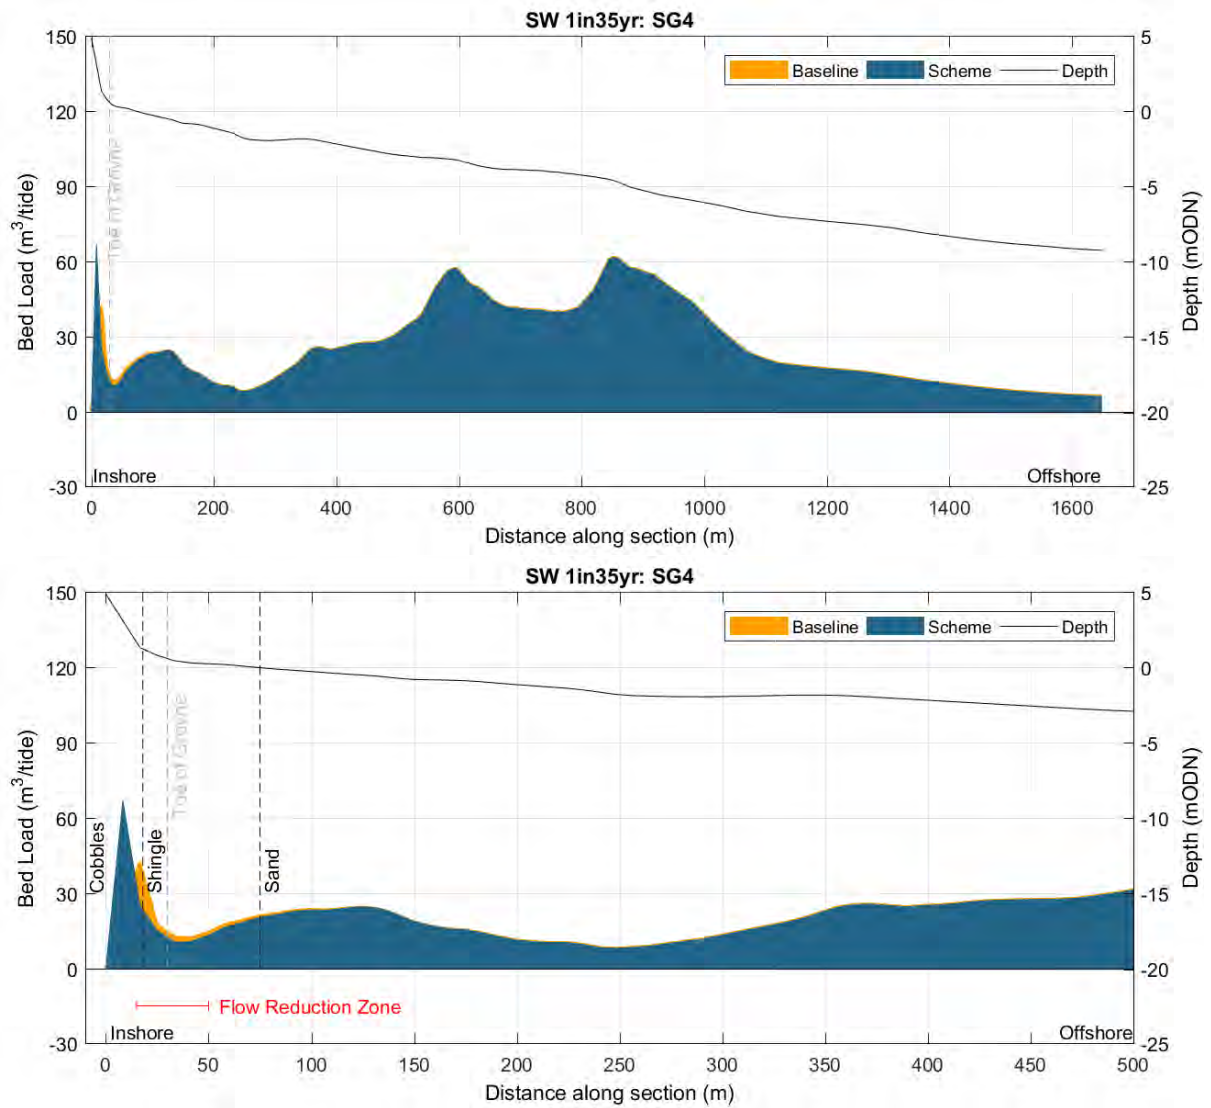 SW 1in35yr: SG4
150
120
90
60
30
0
-30
Bed Load (m³/tide)
5
0
-5
-10
-15
-20
-25
Depth (mODN)
Baseline
Scheme
Depth
Toe of Groyne
Inshore
Offshore
0
200
400
600
800
1000
1200
1400
1600
Distance along section (m)
SW 1in35yr: SG4
150
120
90
60
30
0
-30
Bed Load (m³/tide)
5
0
-5
-10
-15
-20
-25
Depth (mODN)
Baseline
Scheme
Depth
Cobbles
Shingle
Toe of Groyne
Sand
Flow Reduction Zone
Inshore
Offshore
0
50
100
150
200
250
300
350
400
450
500
Distance along section (m)